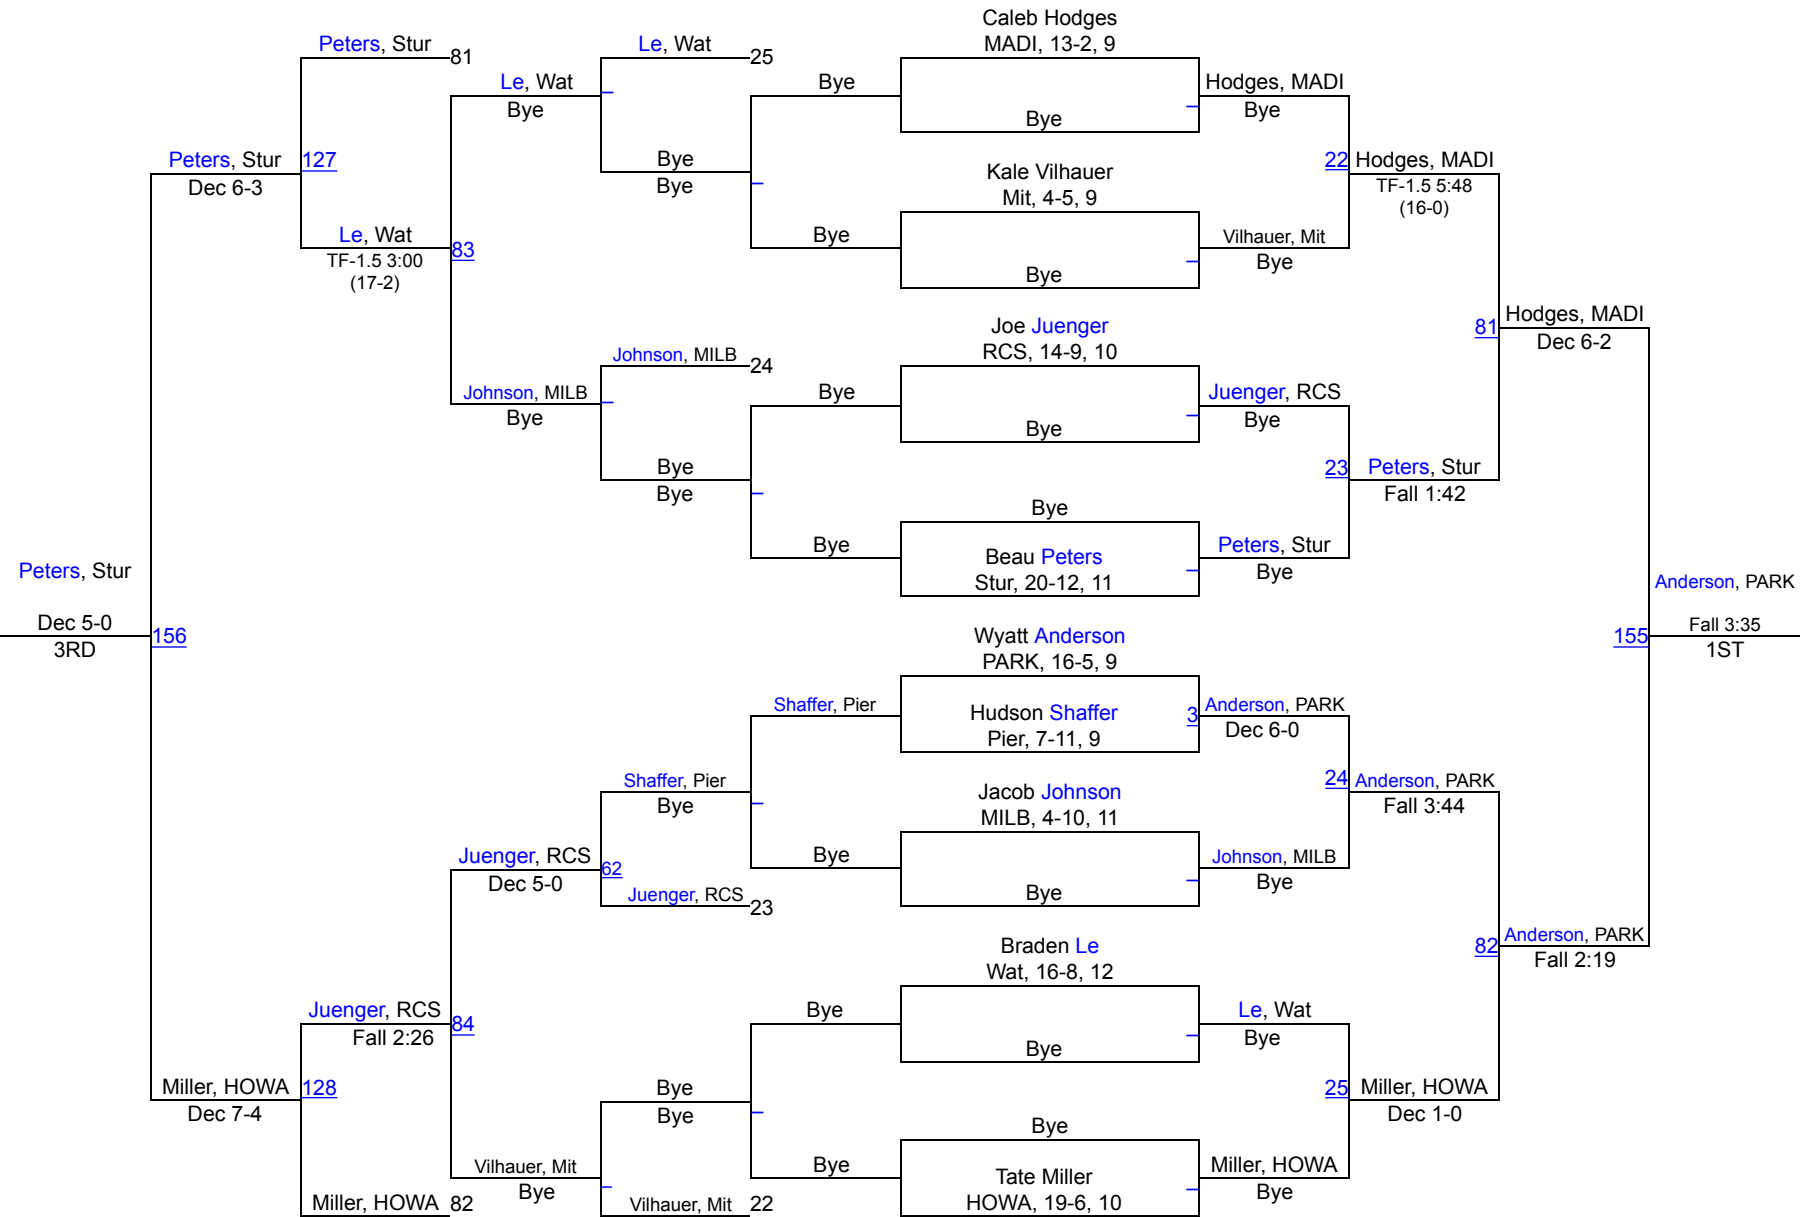 Caleb Hodges
MADI, 13-2, 9
Peters, Stur
81
Le, Wat
25
Le, Wat
Bye
Bye
Bye
Hodges, MADI
Bye
Peters, Stur
127
Dec 6-3
Bye
Bye
Kale Vilhauer
Mit, 4-5, 9
22
Hodges, MADI
TF-1.5 5:48
(16-0)
Le, Wat
83
TF-1.5 3:00
(17-2)
Bye
Bye
Vilhauer, Mit
Bye
Joe Juenger
RCS, 14-9, 10
81
Hodges, MADI
Dec 6-2
Johnson, MILB
24
Johnson, MILB
Bye
Bye
Bye
Juenger, RCS
Bye
Bye
Bye
23
Peters, Stur
Fall 1:42
Bye
Bye
Beau Peters
Stur, 20-12, 11
Peters, Stur
Bye
Peters, Stur
Dec 5-0
3RD
156
Anderson, PARK
155
Fall 3:35
1ST
Wyatt Anderson
PARK, 16-5, 9
Shaffer, Pier
Hudson Shaffer
Pier, 7-11, 9
3
Anderson, PARK
Dec 6-0
Shaffer, Pier
Bye
Jacob Johnson
MILB, 4-10, 11
24
Anderson, PARK
Fall 3:44
Juenger, RCS
62
Dec 5-0
Juenger, RCS
23
Bye
Bye
Johnson, MILB
Bye
Braden Le
Wat, 16-8, 12
82
Anderson, PARK
Fall 2:19
Juenger, RCS
84
Fall 2:26
Bye
Bye
Le, Wat
Bye
Miller, HOWA
128
Dec 7-4
Bye
Bye
25
Miller, HOWA
Dec 1-0
Bye
Vilhauer, Mit
Bye
Bye
Tate Miller
HOWA, 19-6, 10
Miller, HOWA
Bye
Miller, HOWA
82
Vilhauer, Mit
22